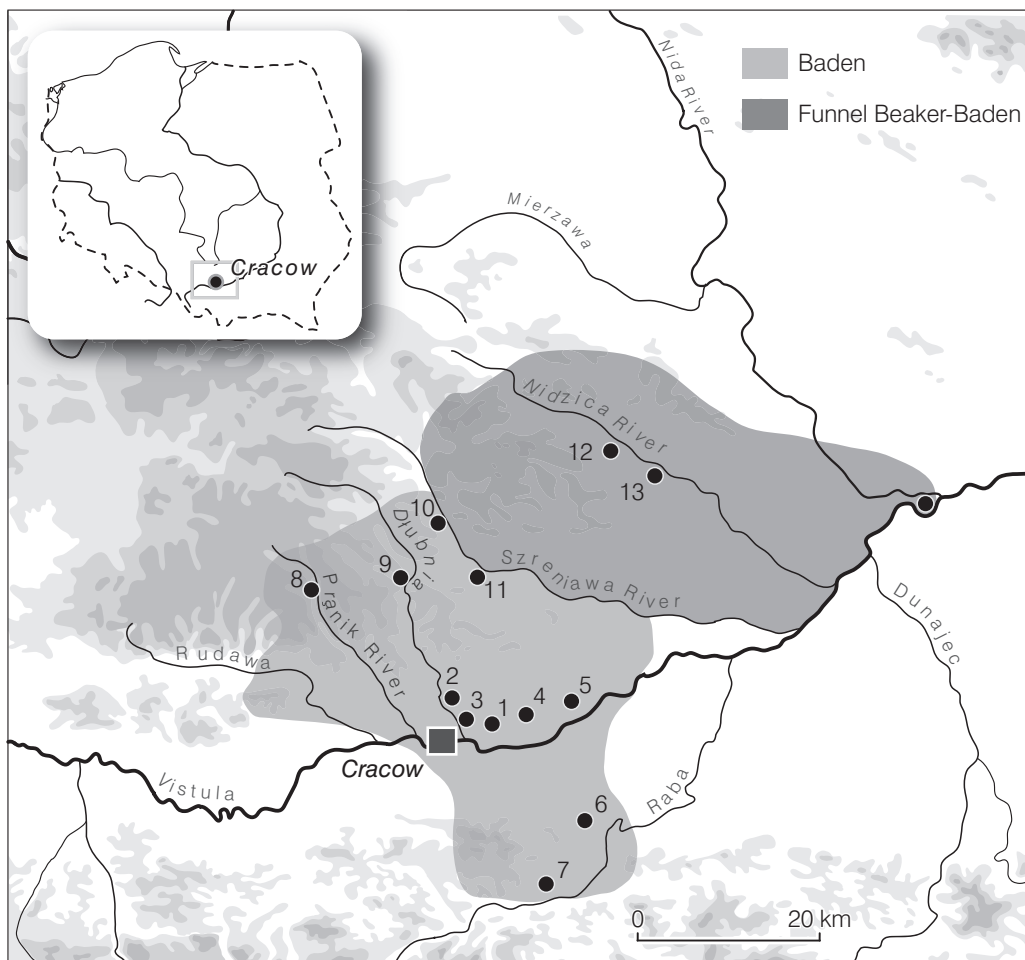 Cracow
Baden
Funnel Beaker-Baden
Nida River
Mierzawa
Nidzica River
12
13
10
Dłubnia
9
11
Szreniawa River
8
Prąnik River
Dunajec
Rudawa
2
3
1
4
5
Cracow
Vistula
Raba
6
7
0
20 km